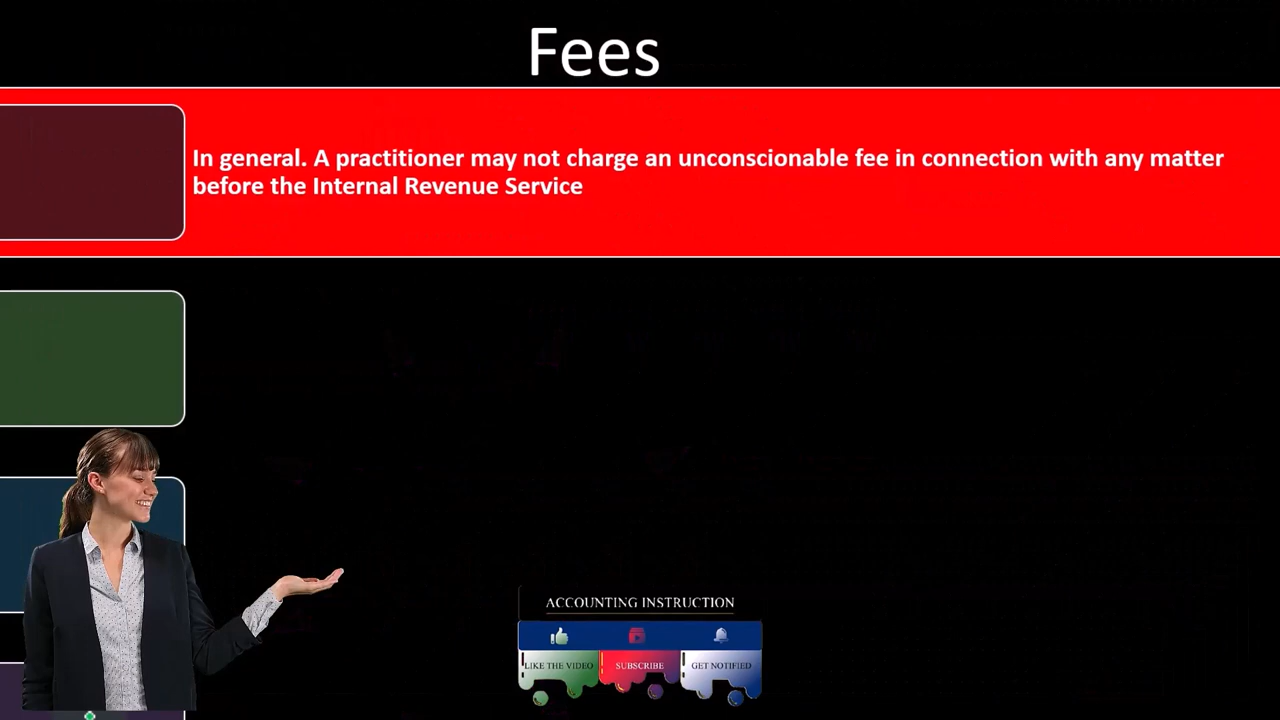 Fees
In general. A practitioner may not charge an unconscionable fee in connection with any matter
before the Internal Revenue Service
ACCOUNTING INSTRUCTION
LIKE THE VIDEO
SUBSCRIBE
GET NOTIFIED